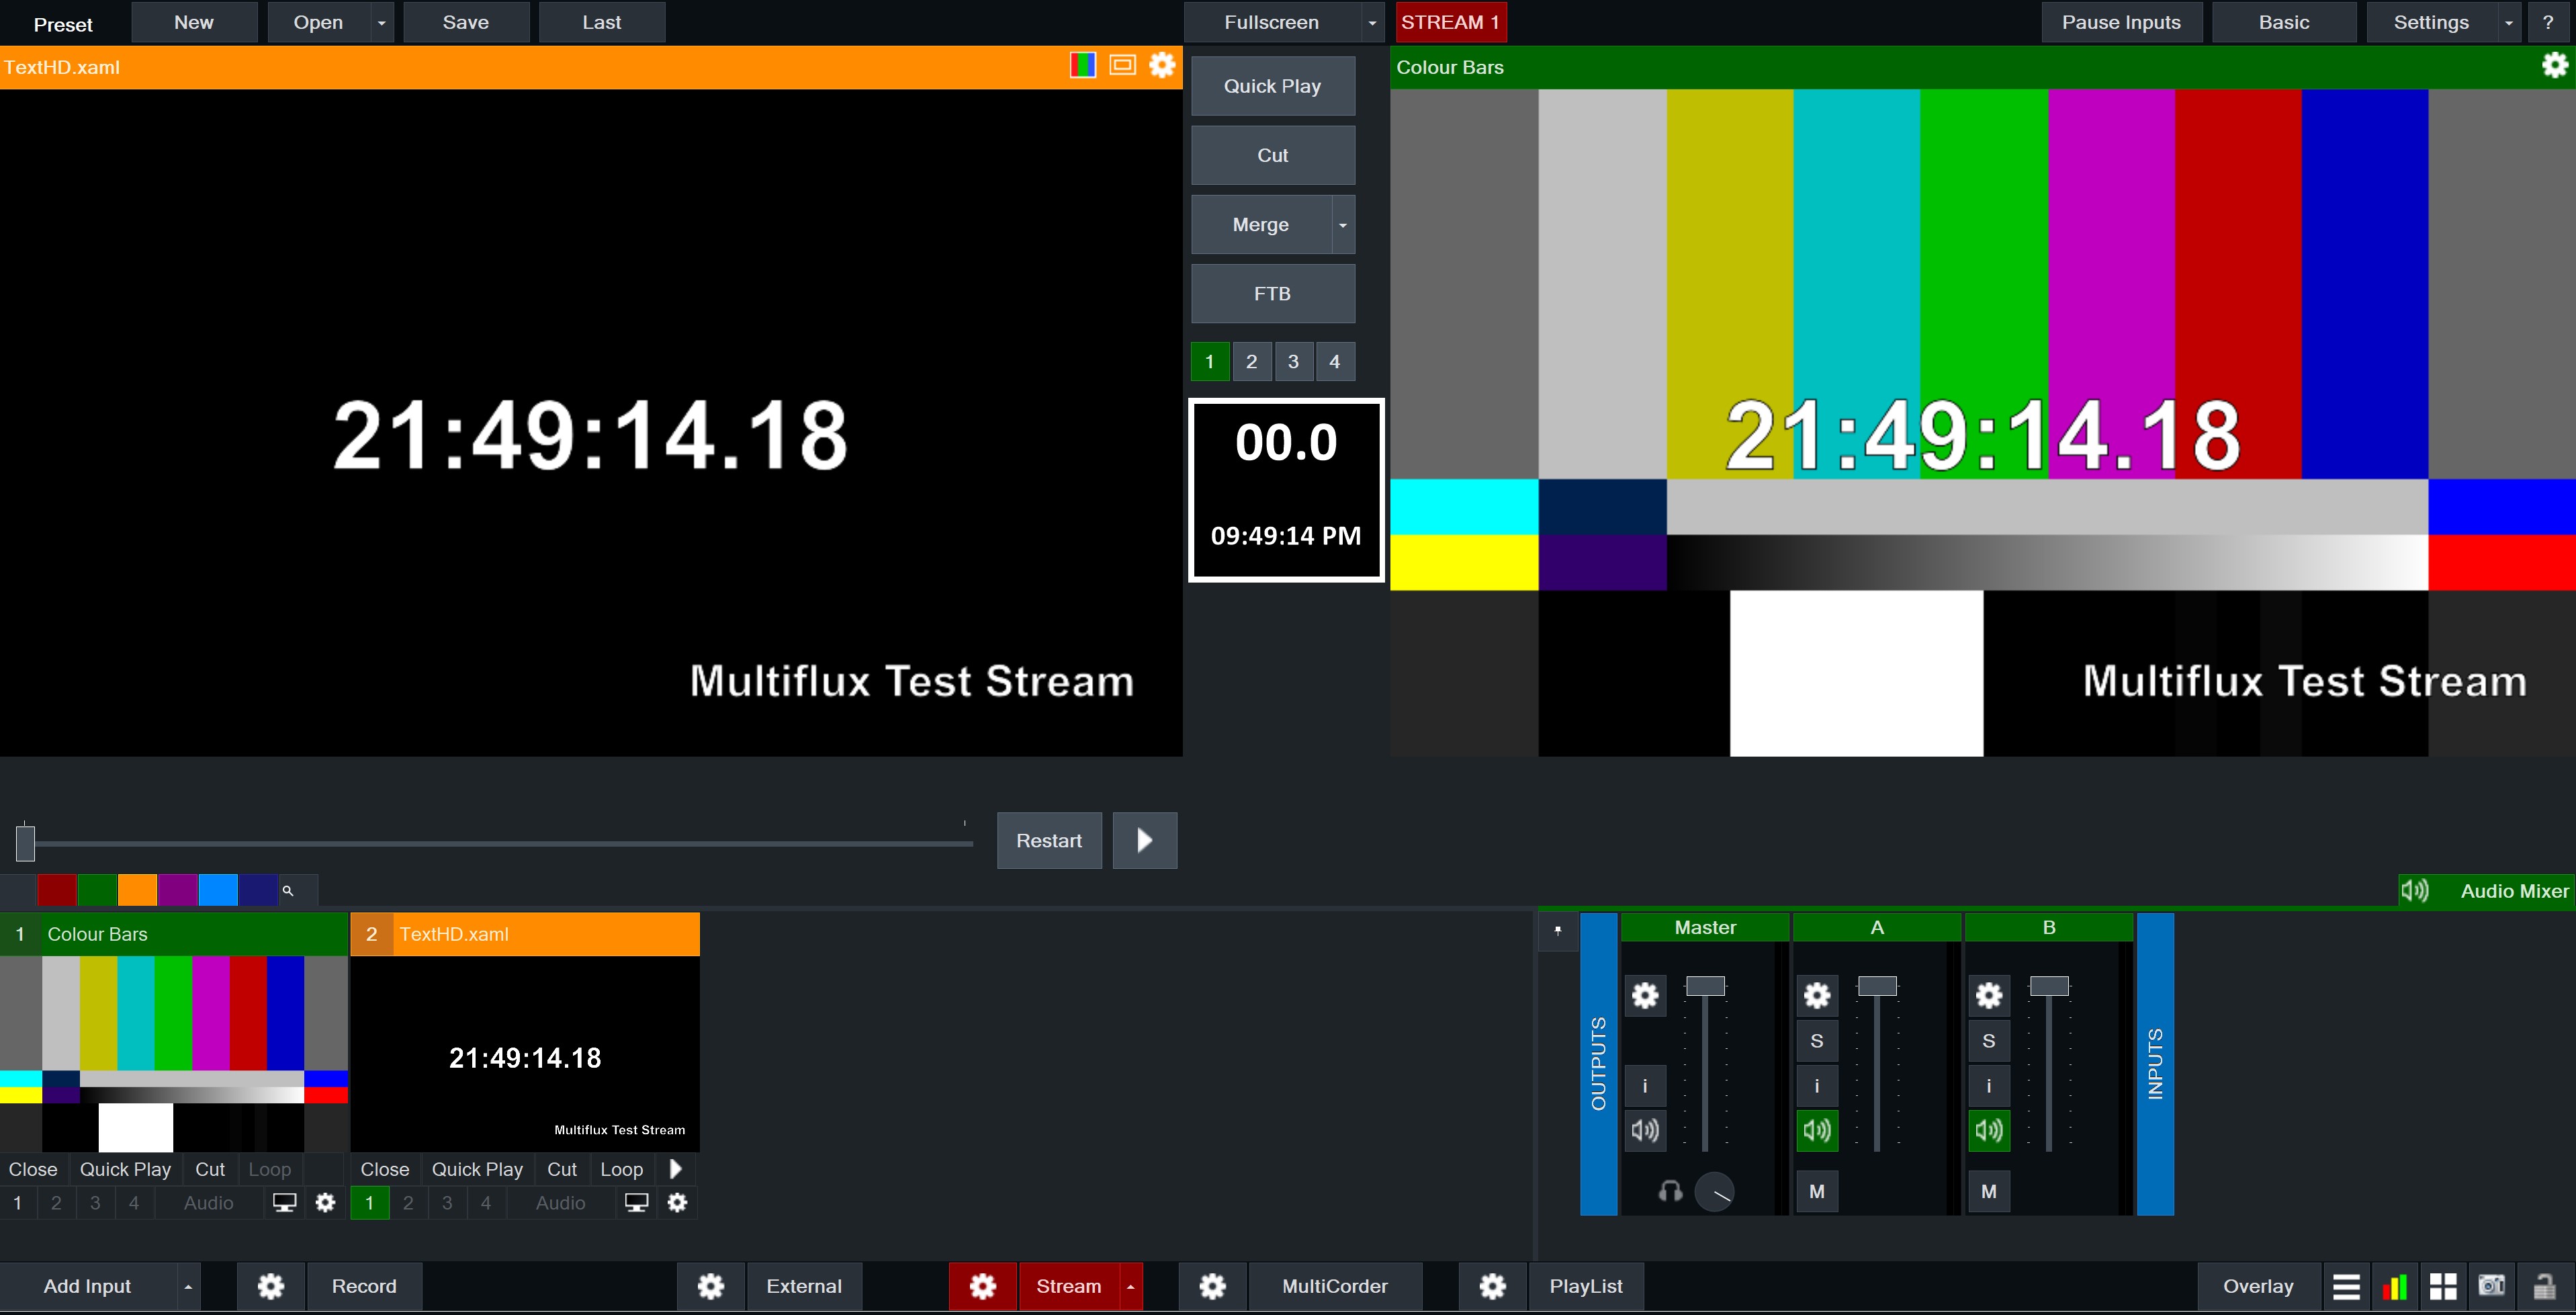 Preset New Open Save Last Fullscreen STREAM 1 Pause Inputs Basic Settings ?
TextHD.xaml
Colour Bars
Quick Play
Cut
Merge
FTB
1 2 3 4
21:49:14.18
00.0
09:49:14 PM
21:49:14.18
Multiflux Test Stream
Multiflux Test Stream
Restart
Audio Mixer
1 Colour Bars
2 TextHD.xaml
21:49:14.18
Multiflux Test Stream
Close Quick Play Cut Loop
Close Quick Play Cut Loop
1 2 3 4 Audio
1 2 3 4 Audio
OUTPUTS
Master
A
B
S
S
i
i
i
M
M
INPUTS
Add Input Record External Stream MultiCorder PlayList Overlay